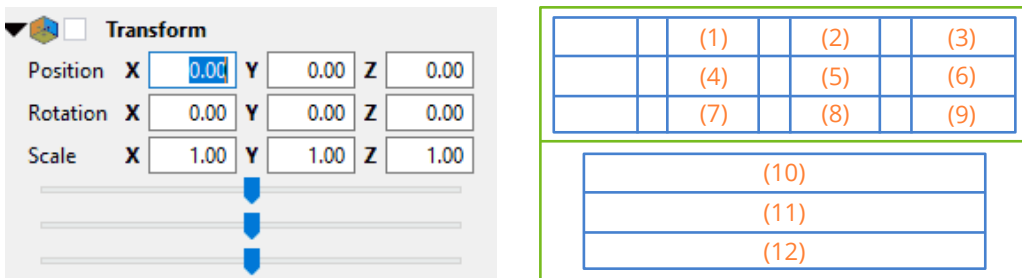 Transform
Position X 0.00 Y 0.00 Z 0.00
Rotation X 0.00 Y 0.00 Z 0.00
Scale X 1.00 Y 1.00 Z 1.00
(1) (2) (3)
(4) (5) (6)
(7) (8) (9)
(10)
(11)
(12)